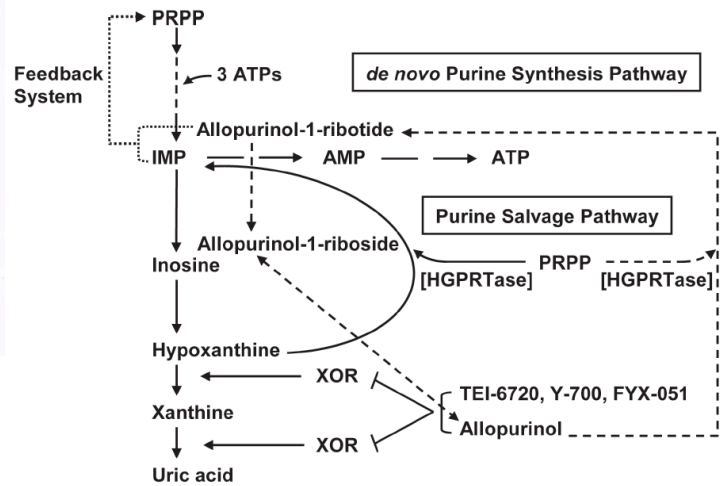 PRPP
Feedback
System
3 ATPs
de novo Purine Synthesis Pathway
Allopurinol-1-ribotide
IMP
AMP
ATP
Purine Salvage Pathway
Allopurinol-1-riboside
Inosine
PRPP
[HGPRTase]
[HGPRTase]
Hypoxanthine
XOR
TEI-6720, Y-700, FYX-051
Xanthine
Allopurinol
XOR
Uric acid